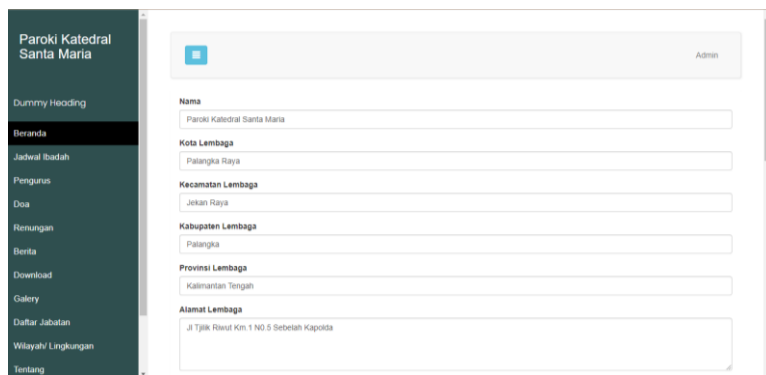 Paroki Katedral
Santa Maria
Dummy Heading
Beranda
Jadwal Ibadah
Pengurus
Doa
Renungan
Berita
Download
Galery
Daftar Jabatan
Wilayah/ Lingkungan
Tentang
Admin
Nama
Paroki Katedral Santa Maria
Kota Lembaga
Palangka Raya
Kecamatan Lembaga
Jekan Raya
Kabupaten Lembaga
Palangka
Provinsi Lembaga
Kalimantan Tengah
Alamat Lembaga
Jl Tjilik Riwut Km.1 N0.5 Sebelah Kapolda